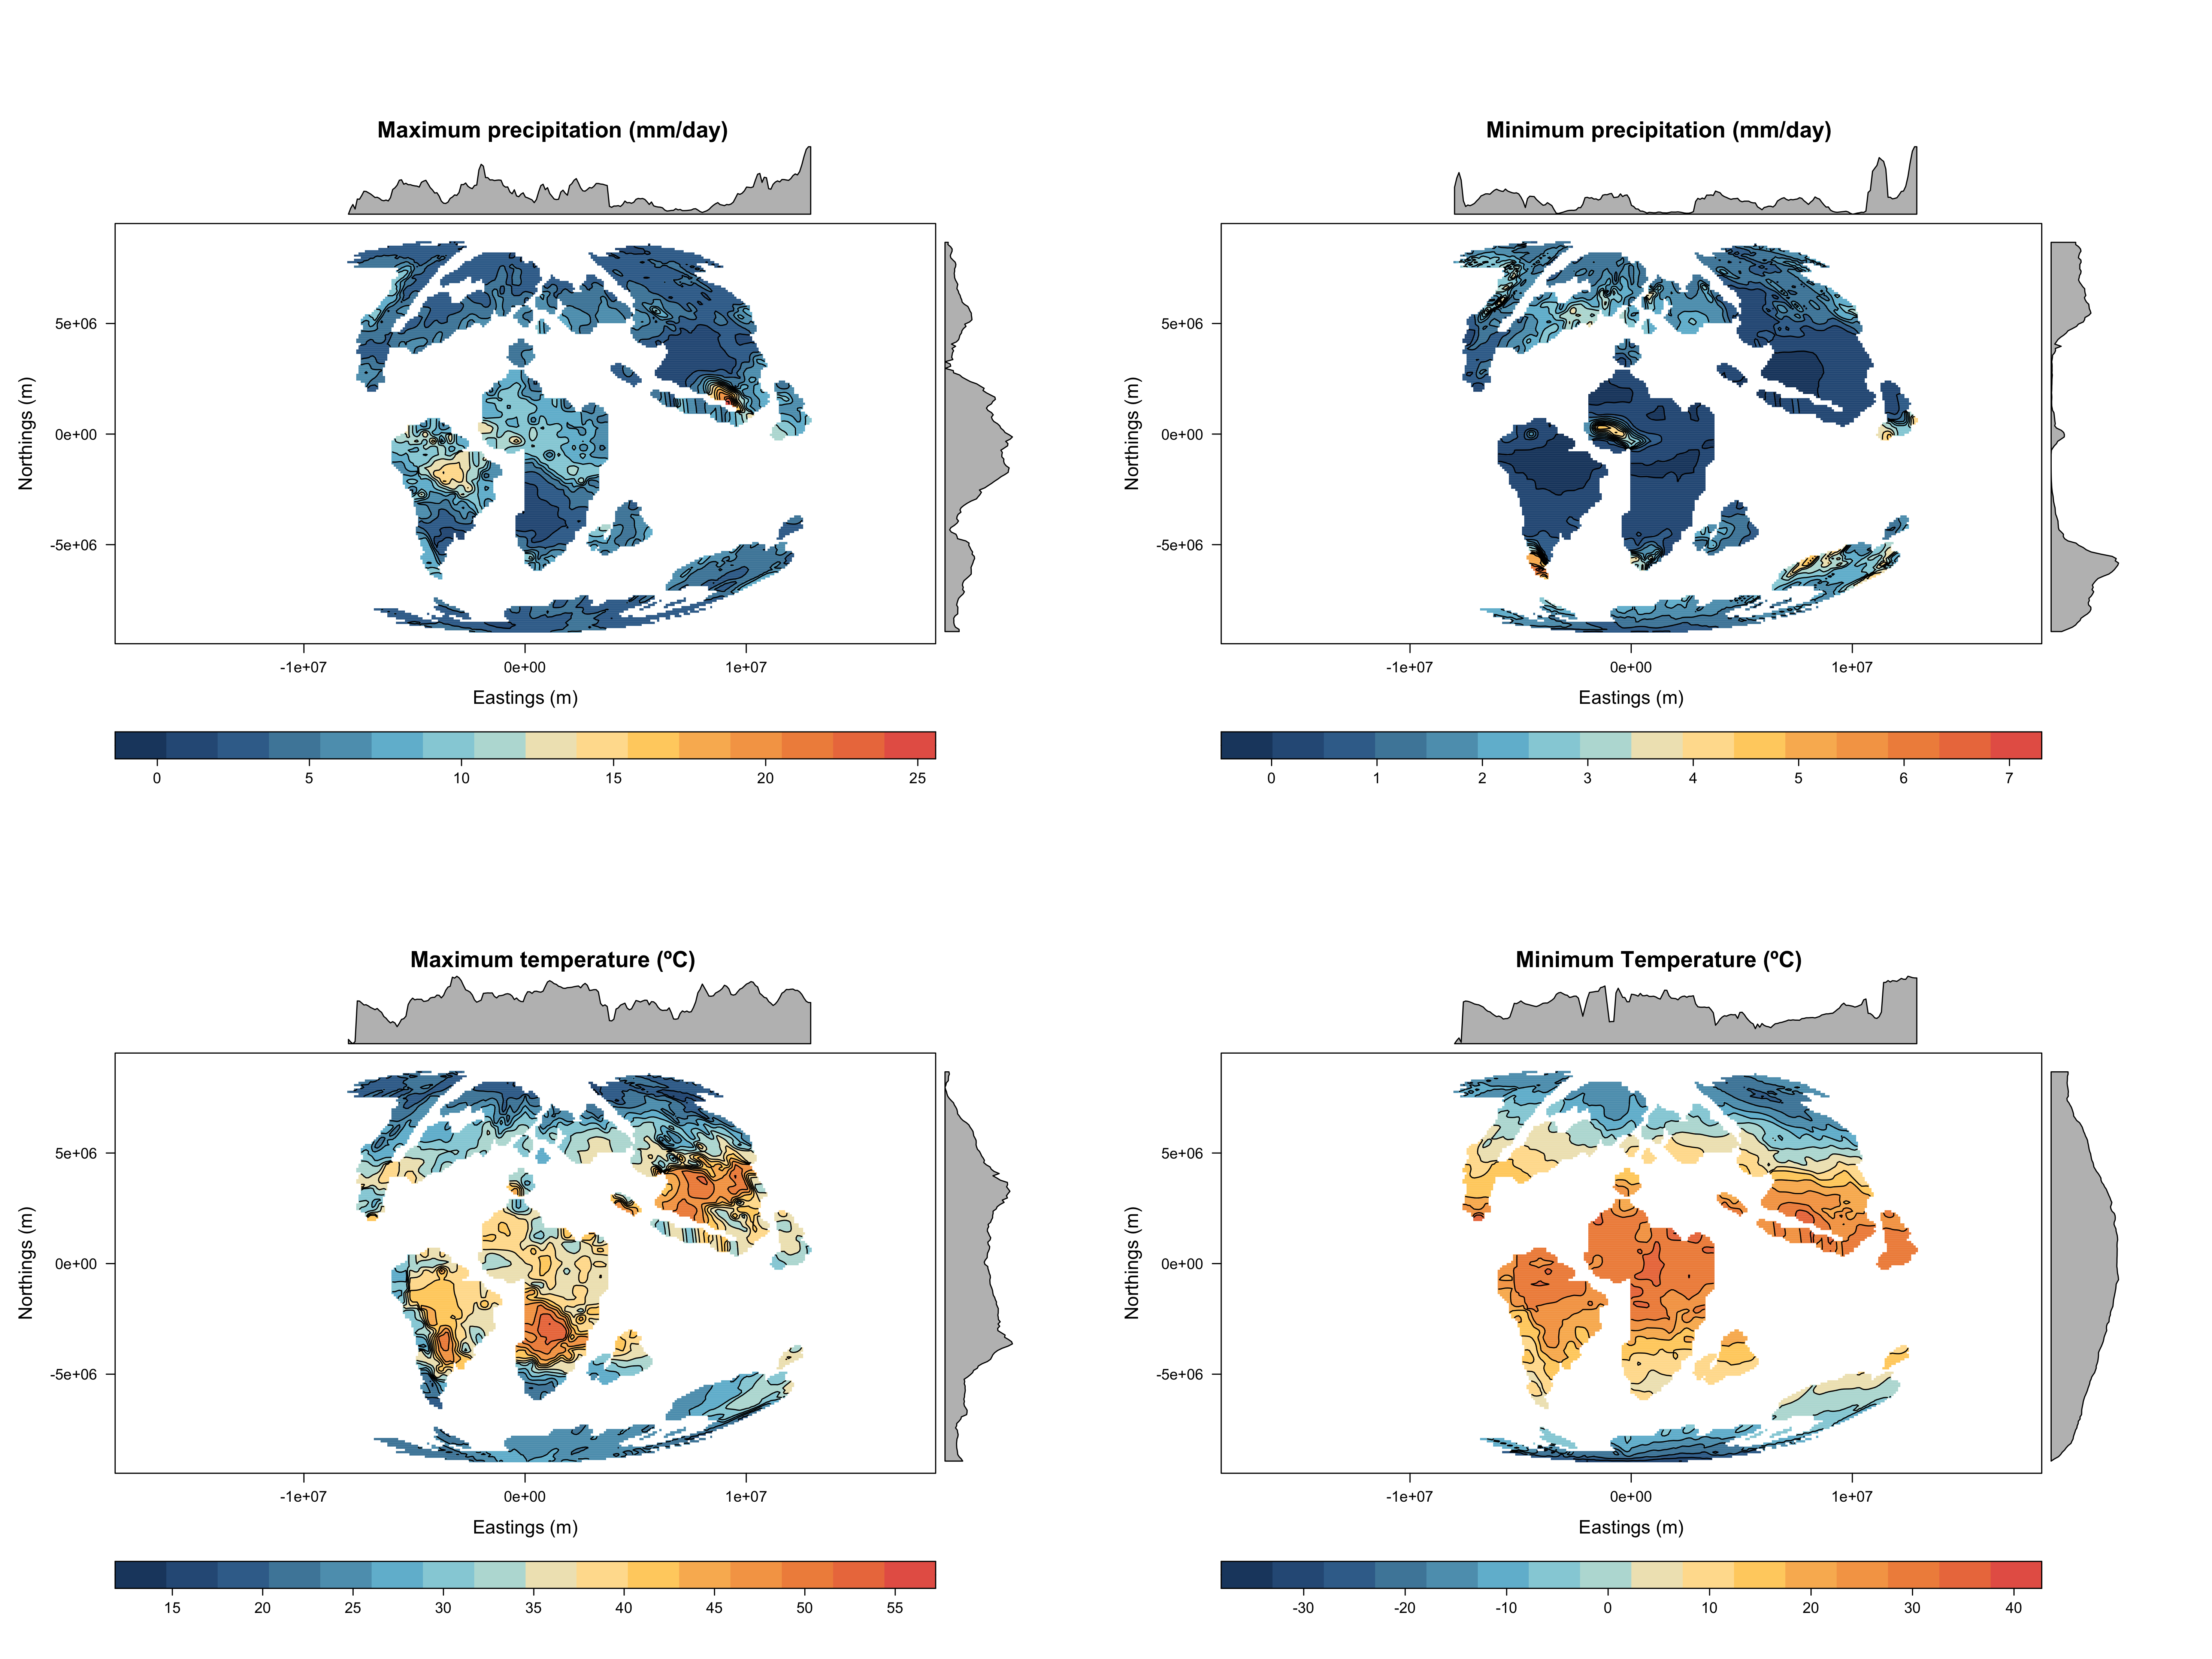 Maximum precipitation (mm/day)
Northings (m)
5e+06
0e+00
-5e+06
-1e+07 0e+00 1e+07
Eastings (m)
0 5 10 15 20 25
Minimum precipitation (mm/day)
Northings (m)
5e+06
0e+00
-5e+06
-1e+07 0e+00 1e+07
Eastings (m)
0 1 2 3 4 5 6 7
Maximum temperature (ºC)
Northings (m)
5e+06
0e+00
-5e+06
-1e+07 0e+00 1e+07
Eastings (m)
15 20 25 30 35 40 45 50 55
Minimum Temperature (ºC)
Northings (m)
5e+06
0e+00
-5e+06
-1e+07 0e+00 1e+07
Eastings (m)
-30 -20 -10 0 10 20 30 40